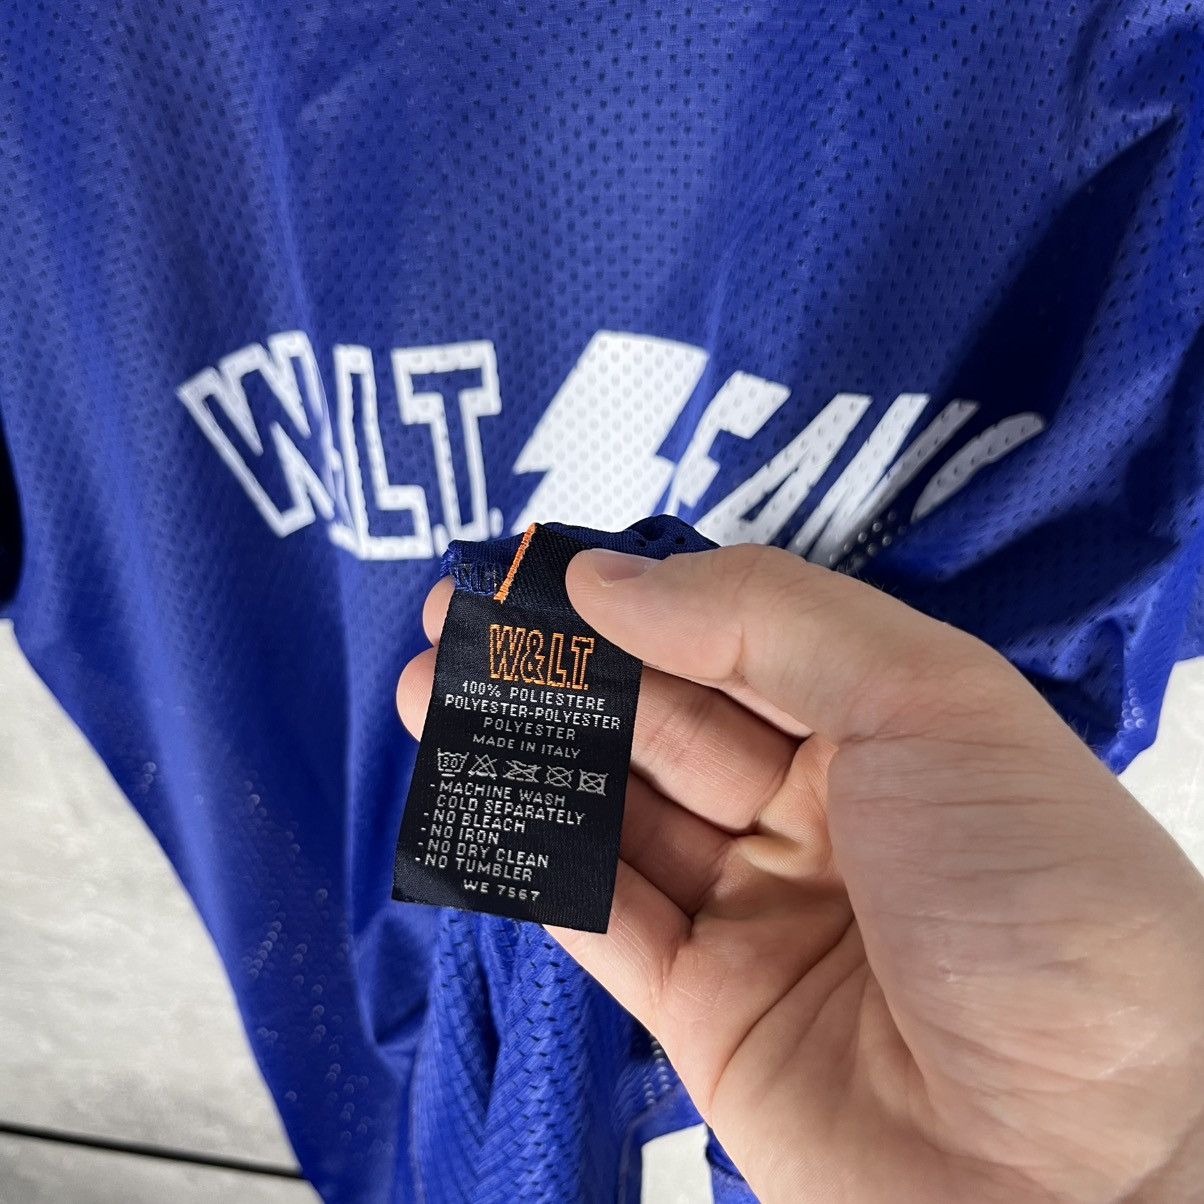 W.&L.T. FANS
W.&L.T.
100% POLIESTERE
POLYESTER-POLYESTER
POLYESTER
MADE IN ITALY
30
- MACHINE WASH
COLD SEPARATELY
- NO BLEACH
- NO IRON
- NO DRY CLEAN
- NO TUMBLER
WE 7567